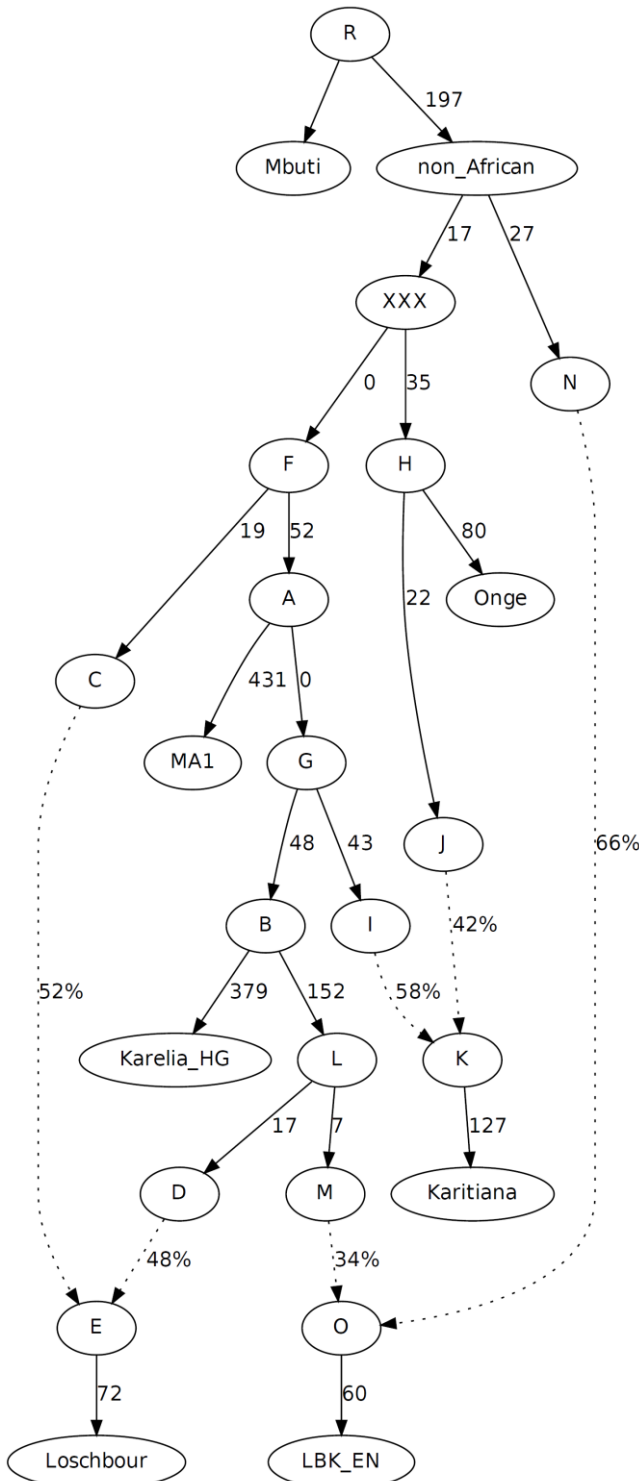 R
197
Mbuti
non_African
17
27
XXX
0
35
N
F
H
19
52
80
A
22
Onge
C
431
0
MA1
G
J
48
43
66%
B
I
42%
52%
379
152
58%
Karelia_HG
L
K
17
7
127
D
M
Karitiana
48%
34%
E
O
72
60
Loschbour
LBK_EN